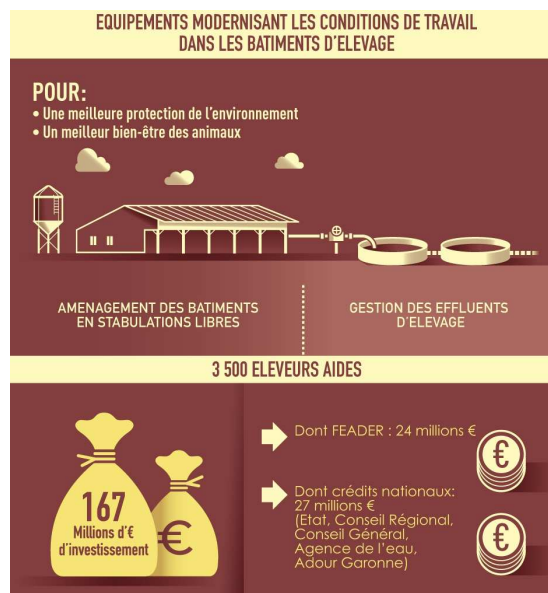 EQUIPEMENTS MODERNISANT LES CONDITIONS DE TRAVAIL
DANS LES BATIMENTS D'ELEVAGE
POUR:
• Une meilleure protection de l'environnement
• Un meilleur bien-être des animaux
AMENAGEMENT DES BATIMENTS
EN STABULATIONS LIBRES
GESTION DES EFFLUENTS
D'ELEVAGE
3 500 ELEVEURS AIDES
167
Millions d'€
d'investissement
€
Dont FEADER : 24 millions €
€
Dont crédits nationaux:
27 millions €
(Etat, Conseil Régional,
Conseil Général,
Agence de l'eau,
Adour Garonne)
€